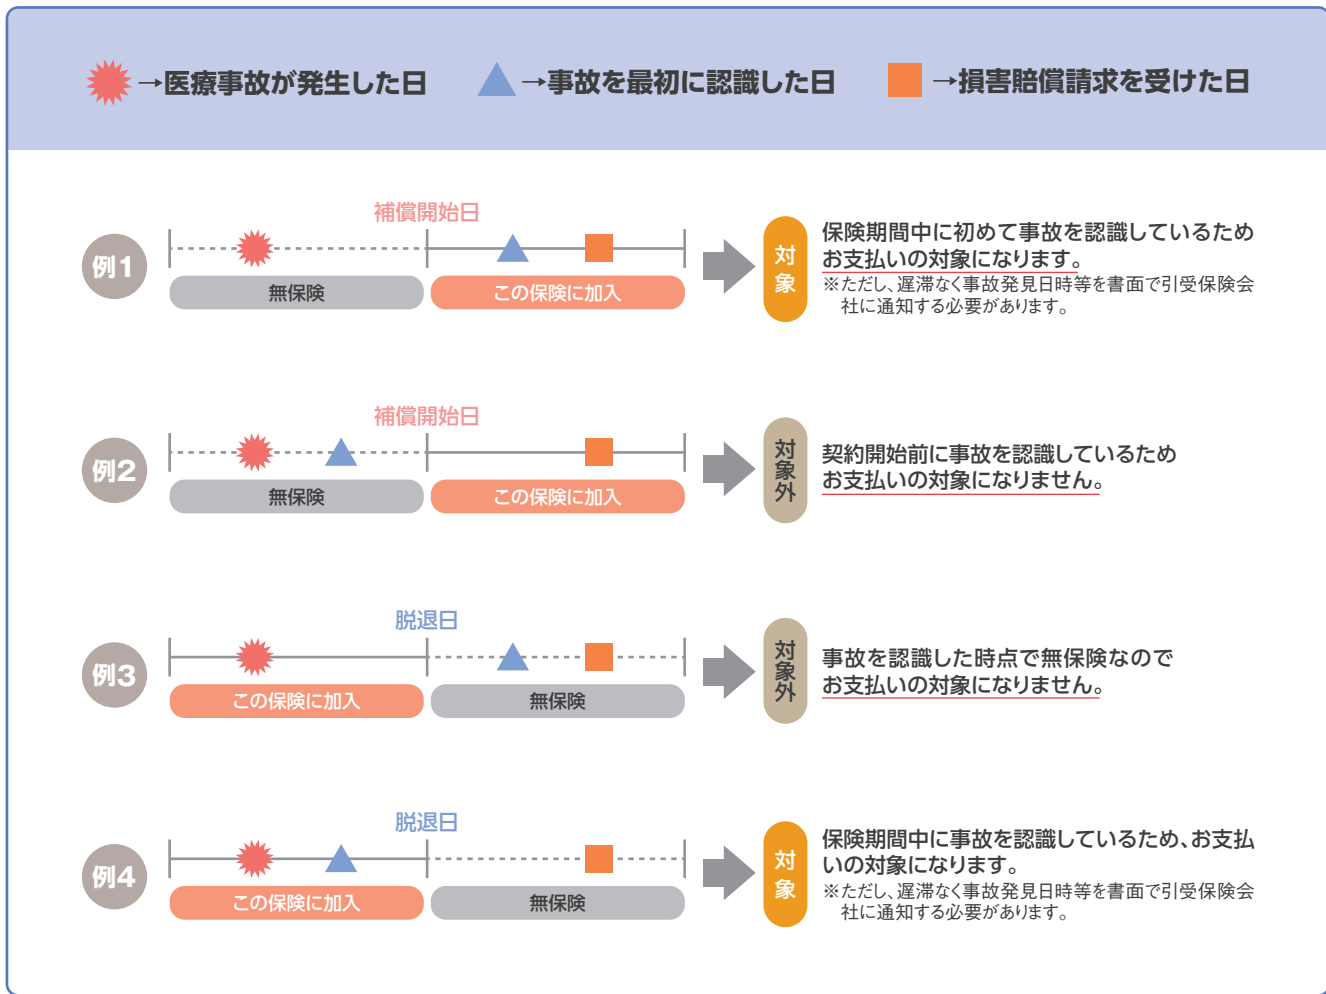 →医療事故が発生した日 →事故を最初に認識した日 →損害賠償請求を受けた日
補償開始日
例1
無保険 この保険に加入
対象
保険期間中に初めて事故を認識しているため
お支払いの対象になります。
※ただし、遅滞なく事故発見日時等を書面で引受保険会
社に通知する必要があります。
補償開始日
例2
無保険 この保険に加入
対象外
契約開始前に事故を認識しているため
お支払いの対象になりません。
脱退日
例3
この保険に加入 無保険
対象外
事故を認識した時点で無保険なので
お支払いの対象になりません。
脱退日
例4
この保険に加入 無保険
対象
保険期間中に事故を認識しているため、お支払
いの対象になります。
※ただし、遅滞なく事故発見日時等を書面で引受保険会
社に通知する必要があります。